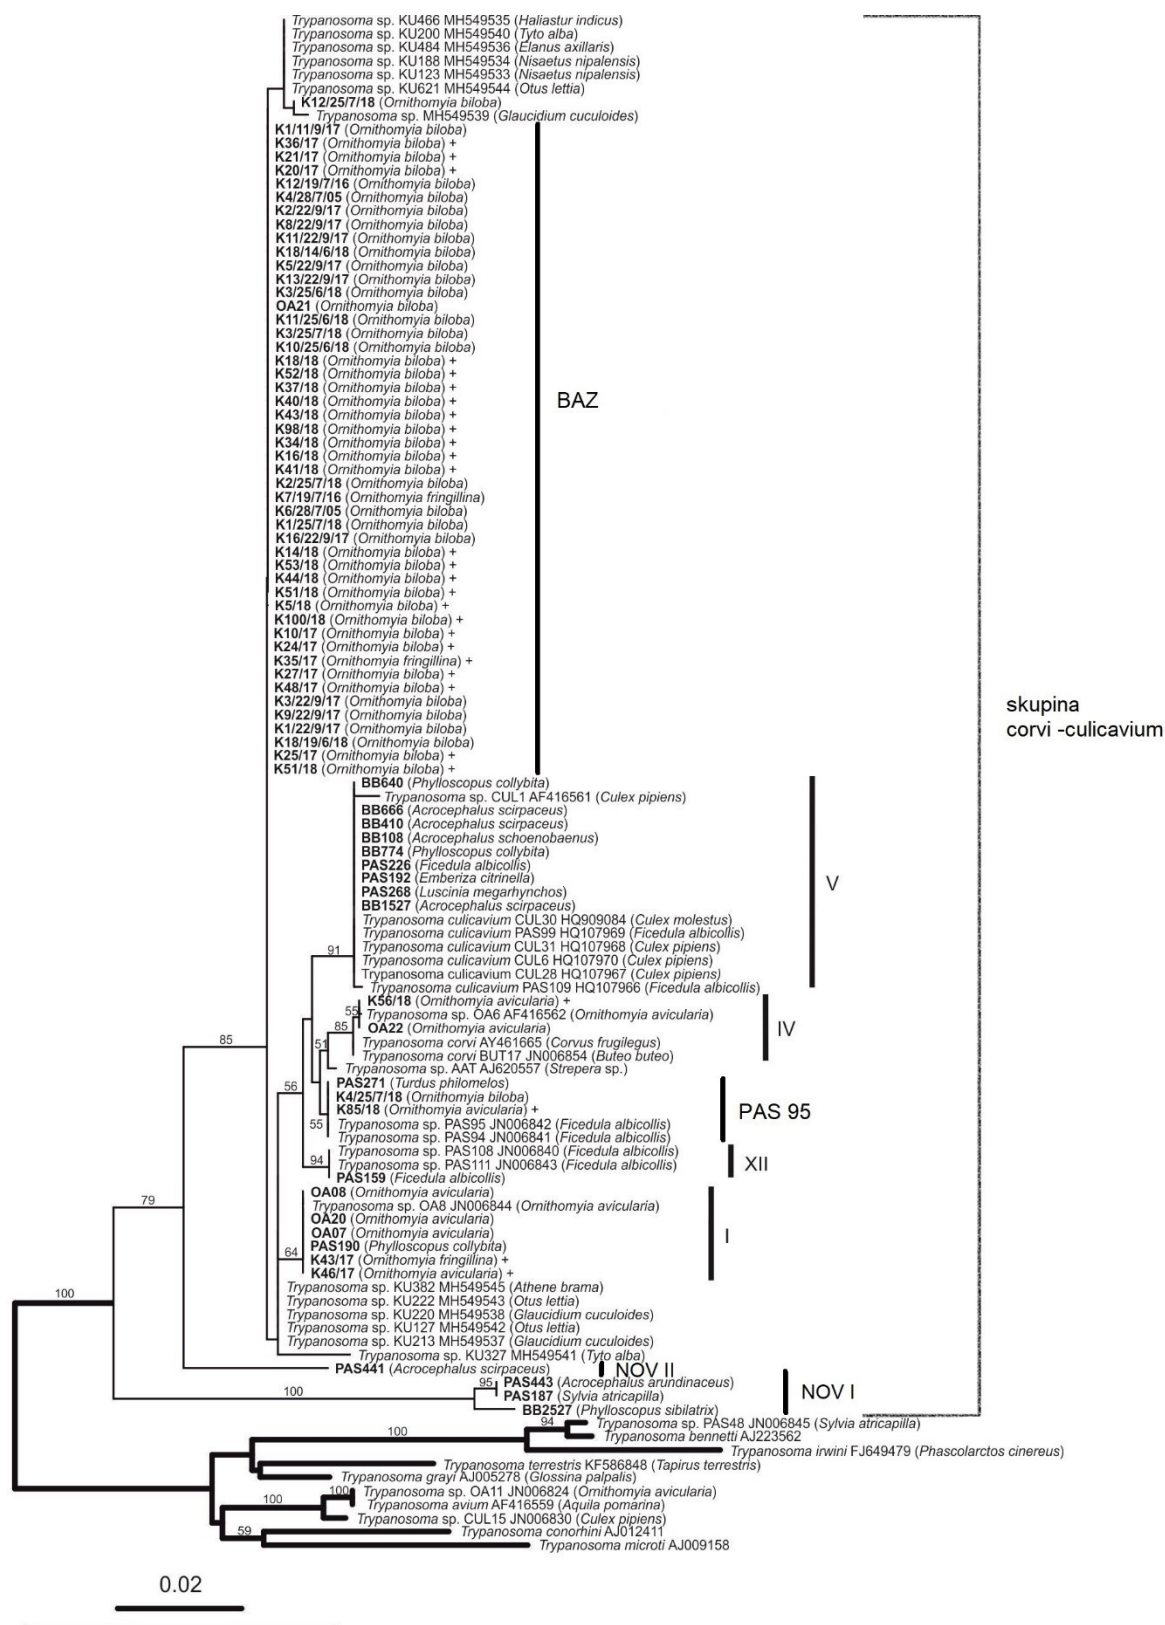 Trypanosoma sp. KU466 MH549535 (Haliastur indicus)
Trypanosoma sp. KU200 MH549540 (Tyto alba)
Trypanosoma sp. KU484 MH549536 (Elanus axillaris)
Trypanosoma sp. KU188 MH549534 (Nisaetus nipalensis)
Trypanosoma sp. KU123 MH549533 (Nisaetus nipalensis)
Trypanosoma sp. KU621 MH549544 (Otus lettia)
K12/25/7/18 (Ornithomyia biloba)
Trypanosoma sp. MH549539 (Glaucidium cuculoides)
K1/11/9/17 (Ornithomyia biloba)
K36/17 (Ornithomyia biloba) +
K21/17 (Ornithomyia biloba) +
K20/17 (Ornithomyia biloba) +
K12/19/7/16 (Ornithomyia biloba)
K4/28/7/05 (Ornithomyia biloba)
K2/22/9/17 (Ornithomyia biloba)
K8/22/9/17 (Ornithomyia biloba)
K11/22/9/17 (Ornithomyia biloba)
K18/14/6/18 (Ornithomyia biloba)
K5/22/9/17 (Ornithomyia biloba)
K13/22/9/17 (Ornithomyia biloba)
K3/25/6/18 (Ornithomyia biloba)
OA21 (Ornithomyia biloba)
K11/25/6/18 (Ornithomyia biloba)
K3/25/7/18 (Ornithomyia biloba)
K10/25/6/18 (Ornithomyia biloba)
K18/18 (Ornithomyia biloba) +
K52/18 (Ornithomyia biloba) +
K37/18 (Ornithomyia biloba) +
K40/18 (Ornithomyia biloba) +
BAZ
K43/18 (Ornithomyia biloba) +
K98/18 (Ornithomyia biloba) +
K34/18 (Ornithomyia biloba) +
K16/18 (Ornithomyia biloba) +
K41/18 (Ornithomyia biloba) +
K2/25/7/18 (Ornithomyia biloba)
K7/19/7/16 (Ornithomyia fringillina)
K6/28/7/05 (Ornithomyia biloba)
K1/25/7/18 (Ornithomyia biloba)
K16/22/9/17 (Ornithomyia biloba)
K14/18 (Ornithomyia biloba) +
K53/18 (Ornithomyia biloba) +
K44/18 (Ornithomyia biloba) +
K51/18 (Ornithomyia biloba) +
K5/18 (Ornithomyia biloba) +
K100/18 (Ornithomyia biloba) +
K10/17 (Ornithomyia biloba) +
K24/17 (Ornithomyia biloba) +
K35/17 (Ornithomyia fringillina) +
K27/17 (Ornithomyia biloba) +
K48/17 (Ornithomyia biloba) +
K3/22/9/17 (Ornithomyia biloba)
K9/22/9/17 (Ornithomyia biloba)
K1/22/9/17 (Ornithomyia biloba)
K18/19/6/18 (Ornithomyia biloba)
K25/17 (Ornithomyia biloba) +
K51/18 (Ornithomyia biloba) +
skupina
corvi -culicavium
BB640 (Phylloscopus collybita)
Trypanosoma sp. CUL1 AF416561 (Culex pipiens)
BB666 (Acrocephalus scirpaceus)
BB410 (Acrocephalus scirpaceus)
BB108 (Acrocephalus schoenobaenus)
BB774 (Phylloscopus collybita)
PAS226 (Ficedula albicollis)
PAS192 (Emberiza citrinella)
V
PAS268 (Luscinia megarhynchos)
BB1527 (Acrocephalus scirpaceus)
Trypanosoma culicavium CUL30 HQ909084 (Culex molestus)
Trypanosoma culicavium PAS99 HQ107969 (Ficedula albicollis)
Trypanosoma culicavium CUL31 HQ107968 (Culex pipiens)
91
Trypanosoma culicavium CUL6 HQ107970 (Culex pipiens)
Trypanosoma culicavium CUL28 HQ107967 (Culex pipiens)
Trypanosoma culicavium PAS109 HQ107966 (Ficedula albicollis)
K56/18 (Ornithomyia avicularia) +
55
Trypanosoma sp. OA6 AF416562 (Ornithomyia avicularia)
85
OA22 (Ornithomyia avicularia)
IV
85
51
Trypanosoma corvi AY461665 (Corvus frugilegus)
Trypanosoma corvi BUT17 JN006854 (Buteo buteo)
Trypanosoma sp. AAT AJ620557 (Strepera sp.)
56
PAS271 (Turdus philomelos)
K4/25/7/18 (Ornithomyia biloba)
K85/18 (Ornithomyia avicularia) +
PAS 95
55
Trypanosoma sp. PAS95 JN006842 (Ficedula albicollis)
Trypanosoma sp. PAS94 JN006841 (Ficedula albicollis)
Trypanosoma sp. PAS108 JN006840 (Ficedula albicollis)
94
Trypanosoma sp. PAS111 JN006843 (Ficedula albicollis)
XII
PAS159 (Ficedula albicollis)
79
OA08 (Ornithomyia avicularia)
Trypanosoma sp. OA8 JN006844 (Ornithomyia avicularia)
OA20 (Ornithomyia avicularia)
OA07 (Ornithomyia avicularia)
I
PAS190 (Phylloscopus collybita)
64
K43/17 (Ornithomyia fringillina) +
K46/17 (Ornithomyia avicularia) +
Trypanosoma sp. KU382 MH549545 (Athene brama)
100
Trypanosoma sp. KU222 MH549543 (Otus lettia)
Trypanosoma sp. KU220 MH549538 (Glaucidium cuculoides)
Trypanosoma sp. KU127 MH549542 (Otus lettia)
Trypanosoma sp. KU213 MH549537 (Glaucidium cuculoides)
Trypanosoma sp. KU327 MH549541 (Tyto alba)
PAS441 (Acrocephalus scirpaceus)
NOV II
100
95
PAS443 (Acrocephalus arundinaceus)
PAS187 (Sylvia atricapilla)
NOV I
BB2527 (Phylloscopus sibilatrix)
94
Trypanosoma sp. PAS48 JN006845 (Sylvia atricapilla)
100
Trypanosoma bennetti AJ223562
Trypanosoma irwini FJ649479 (Phascolarctos cinereus)
Trypanosoma terrestris KF586848 (Tapirus terrestris)
Trypanosoma grayi AJ005278 (Glossina palpalis)
100
Trypanosoma sp. OA11 JN006824 (Ornithomyia avicularia)
100
Trypanosoma avium AF416559 (Aquila pomarina)
Trypanosoma sp. CUL15 JN006830 (Culex pipiens)
59
Trypanosoma conorhini AJ012411
Trypanosoma microti AJ009158
0.02